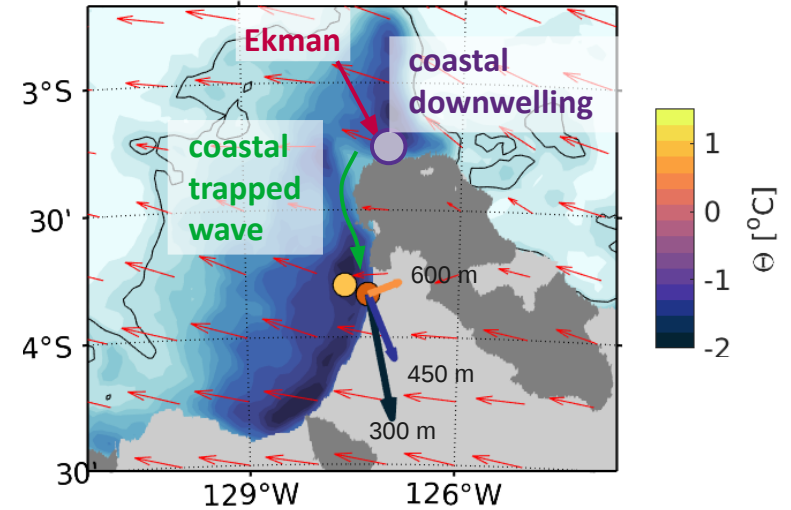 Ekman
coastal
downwelling
3°S
coastal
trapped
wave
30'
600 m
4°S
450 m
300 m
30'
129°W
126°W
1
0
-1
-2
Θ [°C]